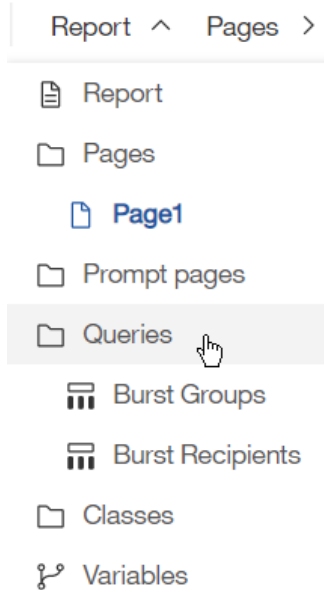 Report Pages
Report
Pages
Page1
Prompt pages
Queries
Burst Groups
Burst Recipients
Classes
Variables